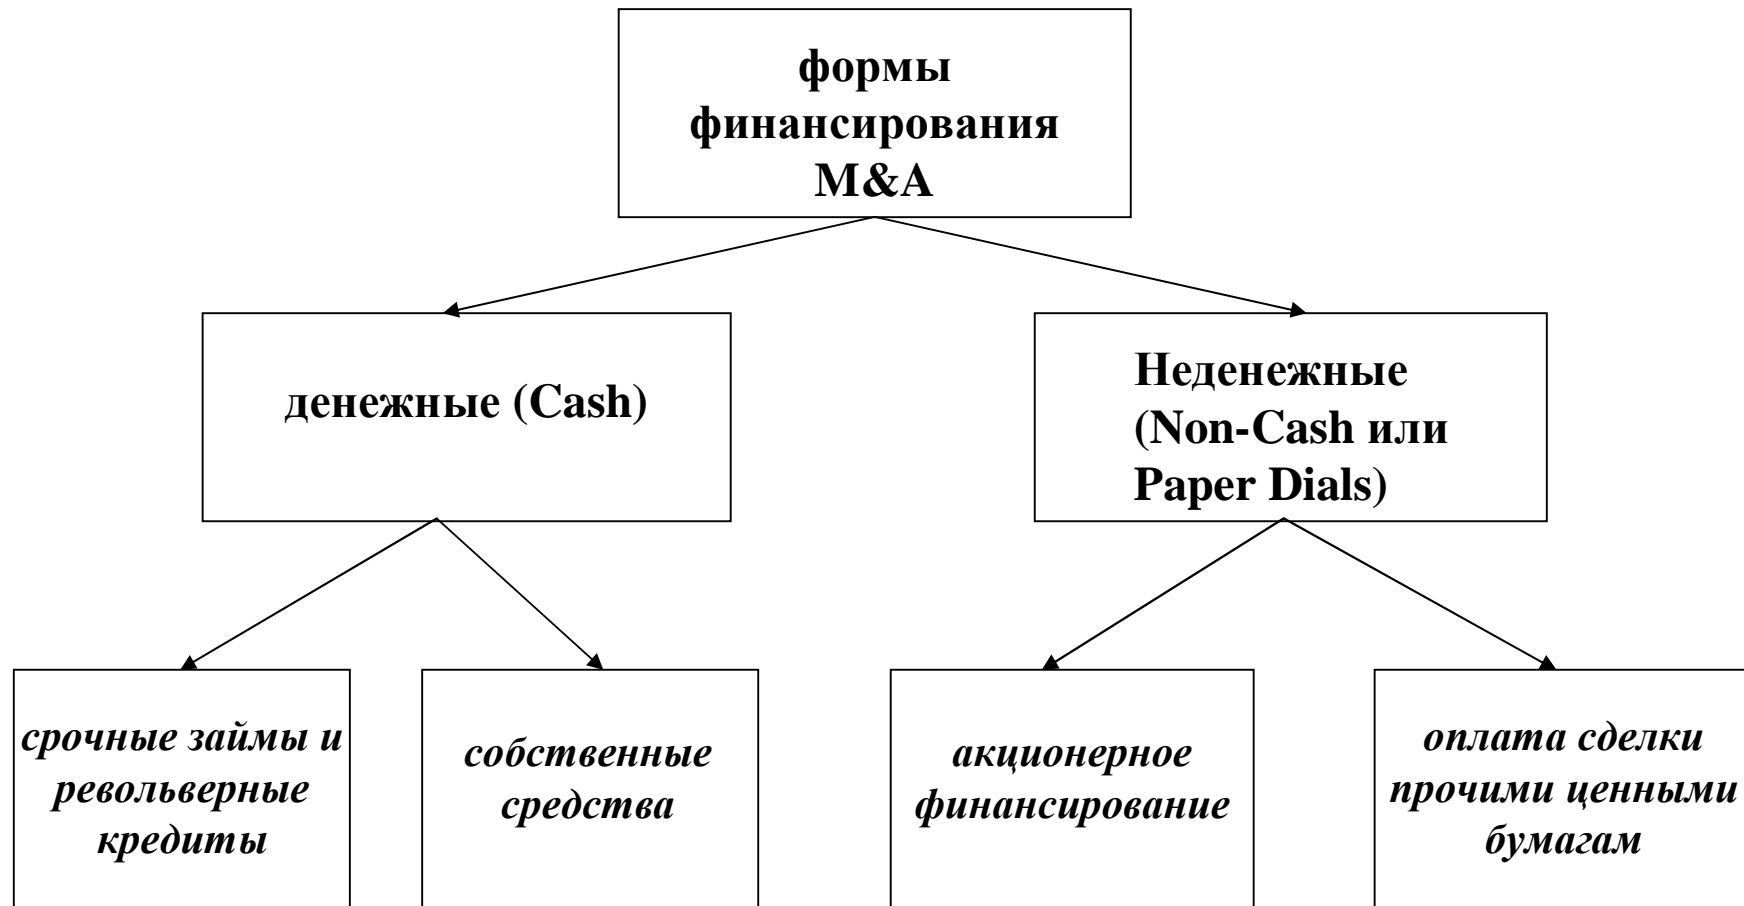 формы
финансирования
M&A
денежные (Cash)
Неденежные
(Non-Cash или
Paper Dials)
срочные займы и
револьверные
кредиты
собственные
средства
акционерное
финансирование
оплата сделки
прочими ценными
бумагам